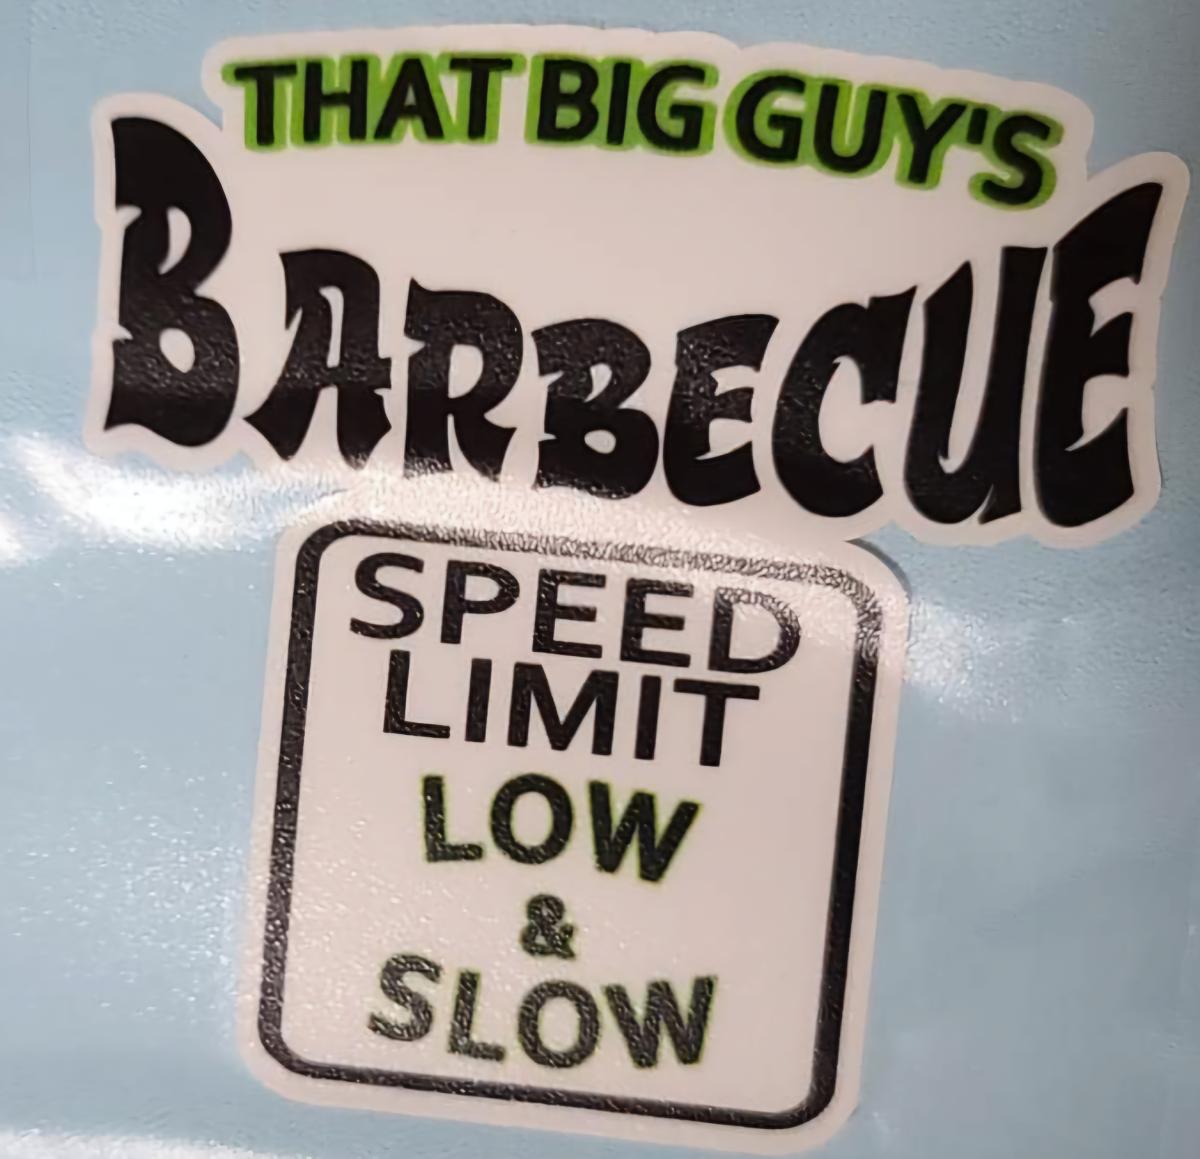 THAT BIG GUY'S
BARBECUE
SPEED
LIMIT
LOW
&
SLOW